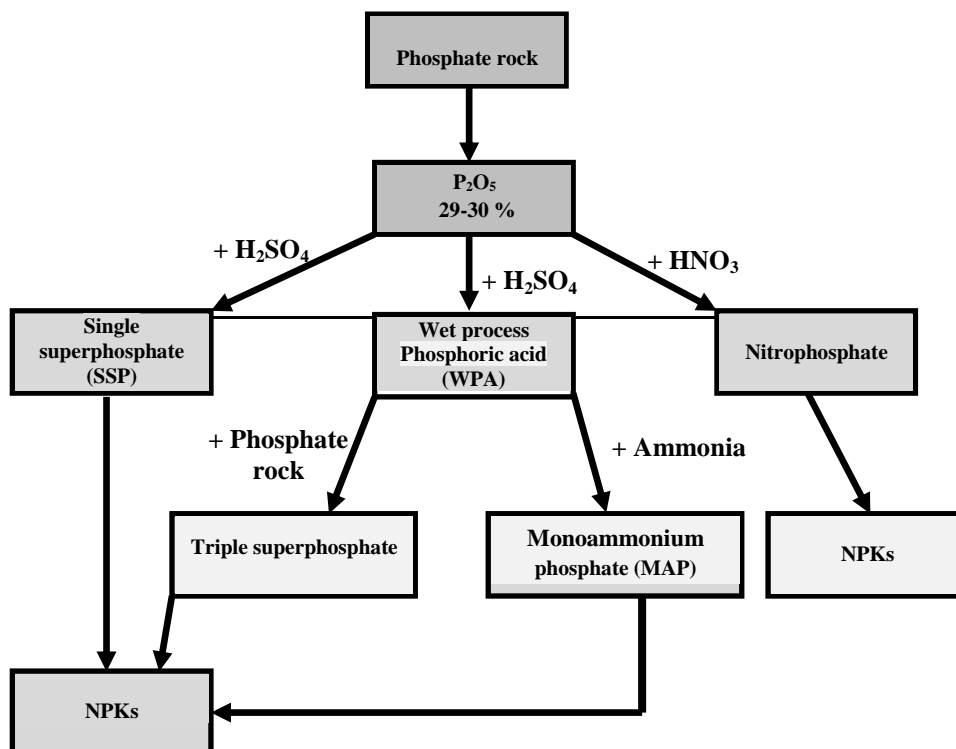 Phosphate rock
P₂O₅
29-30 %
+ H₂SO₄
+ H₂SO₄
+ HNO₃
Single
superphosphate
(SSP)
Wet process
Phosphoric acid
(WPA)
Nitrophosphate
+ Phosphate
rock
+ Ammonia
Triple superphosphate
Monoammonium
phosphate (MAP)
NPKs
NPKs